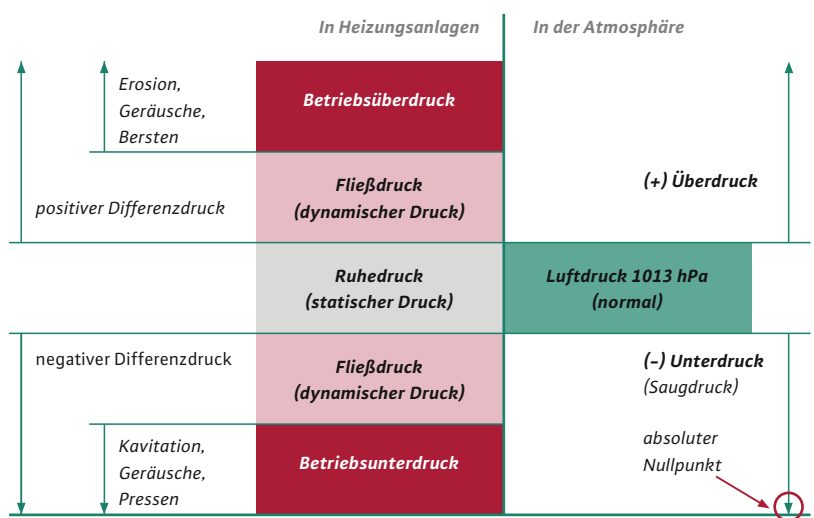 In Heizungsanlagen
In der Atmosphäre
Erosion,
Geräusche,
Bersten
Betriebsüberdruck
positiver Differenzdruck
Fließdruck
(dynamischer Druck)
(+) Überdruck
Ruhedruck
(statischer Druck)
Luftdruck 1013 hPa
(normal)
negativer Differenzdruck
Fließdruck
(dynamischer Druck)
(–) Unterdruck
(Saugdruck)
Kavitation,
Geräusche,
Pressen
Betriebsunterdruck
absoluter
Nullpunkt